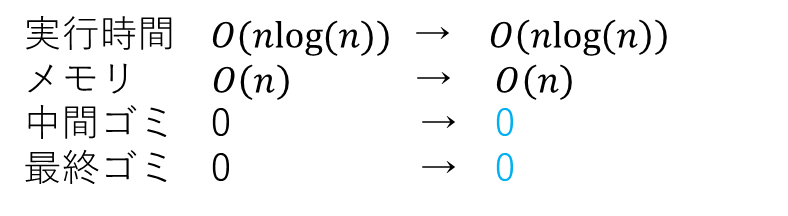 実行時間 O(nlog(n)) → O(nlog(n))
メモリ O(n) → O(n)
中間ゴミ 0 → 0
最終ゴミ 0 → 0